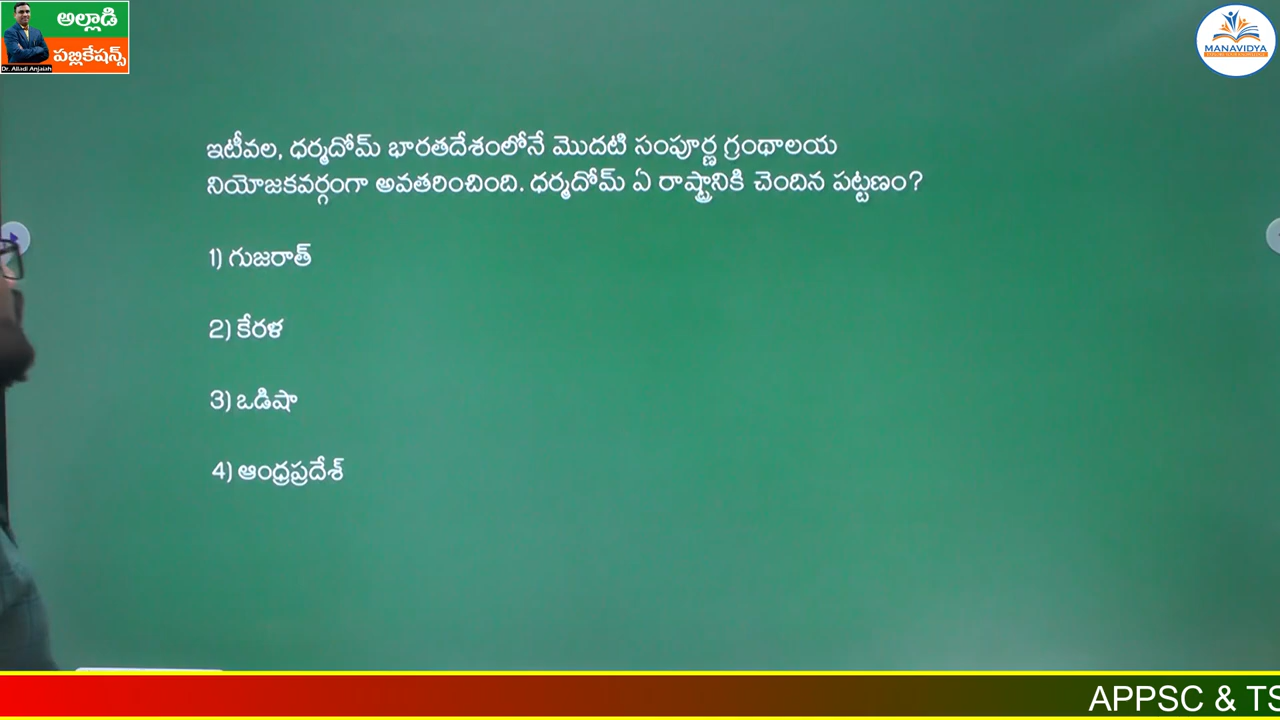 అల్లాడి
పబ్లికేషన్స్
Dr. Alladi Anjaiah
MANAVIDYA
ఇటీవల, ధర్మదోమ్ భారతదేశంలోనే మొదటి సంపూర్ణ గ్రంథాలయ
నియోజకవర్గంగా అవతరించింది. ధర్మదోమ్ ఏ రాష్ట్రానికి చెందిన పట్టణం?
1) గుజరాత్
2) కేరళ
3) ఒడిషా
4) ఆంధ్రప్రదేశ్
APPSC & TS